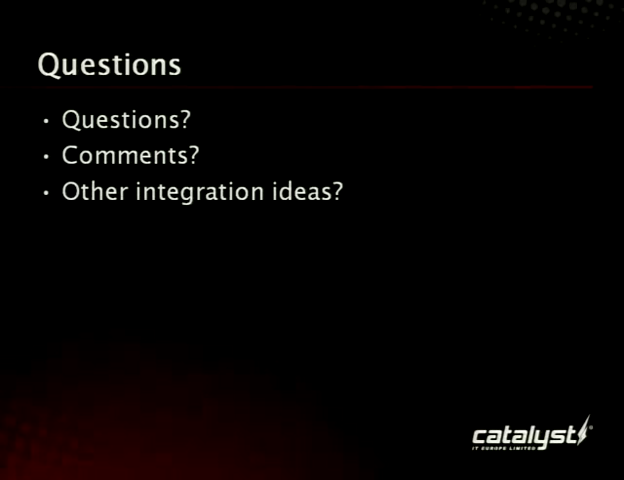 Questions
• Questions?
• Comments?
• Other integration ideas?
catalyst
IT EUROPE LIMITED